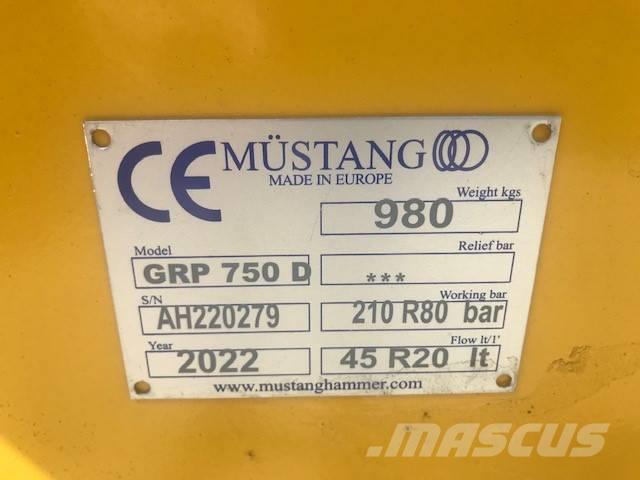 CE MÜSTANG
MADE IN EUROPE
Weight kgs
980
Model
Relief bar
GRP 750 D
***
S/N
Working bar
AH220279
210 R80 bar
Year
Flow lt/1'
2022
45 R20 lt
www.mustanghammer.com
MASCUS